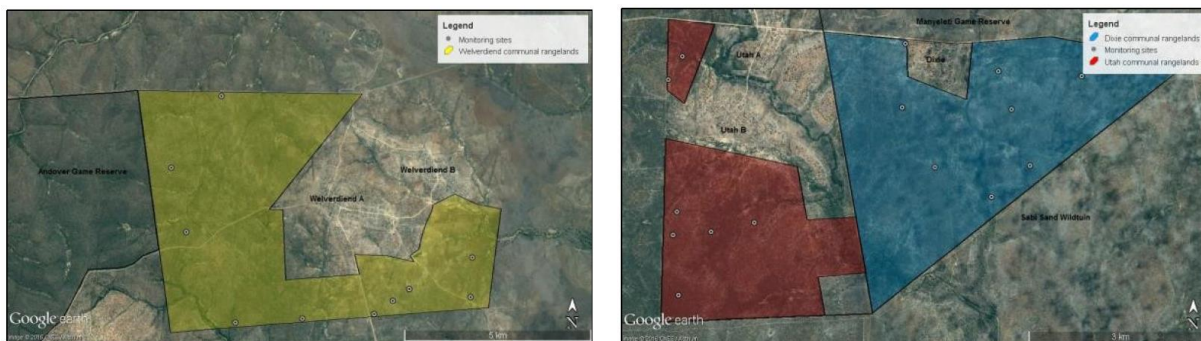 Legend
Monitoring sites
Welverdiend communal rangelands
Andover Game Reserve
Welverdiend B
Welverdiend A
Google earth
N
5 km
Manyeleti Game Reserve
Legend
Dixie communal rangelands
Monitoring sites
Utah communal rangelands
Utah A
Dixie
Utah B
Sabi Sand Wildtuin
Google earth
N
3 km